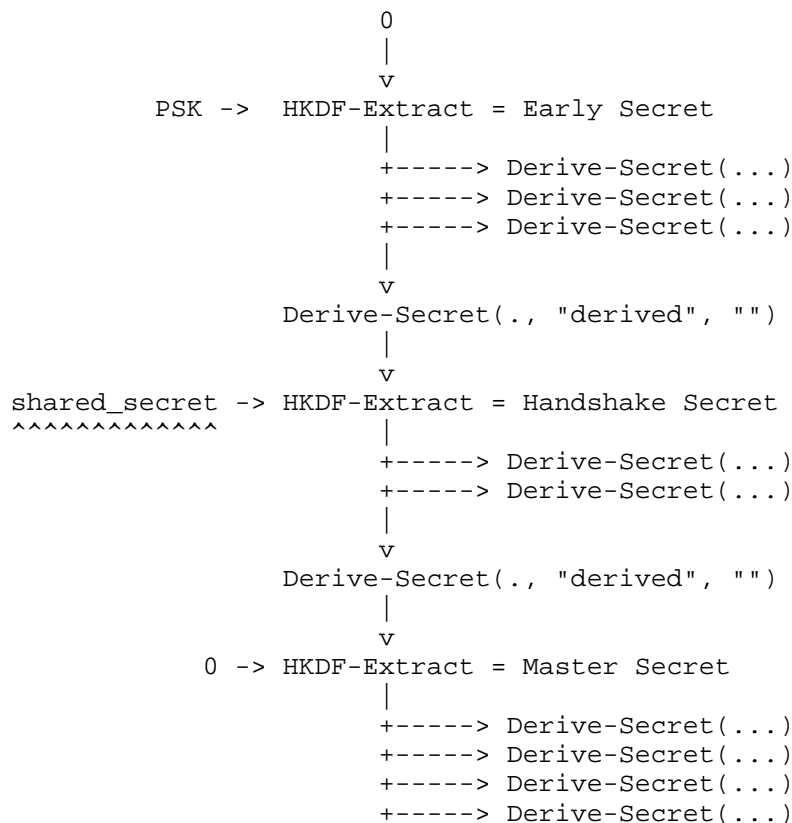 0
|
v
PSK -> HKDF-Extract = Early Secret
|
+-----> Derive-Secret(...)
+-----> Derive-Secret(...)
+-----> Derive-Secret(...)
|
v
Derive-Secret(., "derived", "")
|
v
shared_secret -> HKDF-Extract = Handshake Secret
^^^^^^^^^^^^^ |
+-----> Derive-Secret(...)
+-----> Derive-Secret(...)
|
v
Derive-Secret(., "derived", "")
|
v
0 -> HKDF-Extract = Master Secret
|
+-----> Derive-Secret(...)
+-----> Derive-Secret(...)
+-----> Derive-Secret(...)
+-----> Derive-Secret(...)